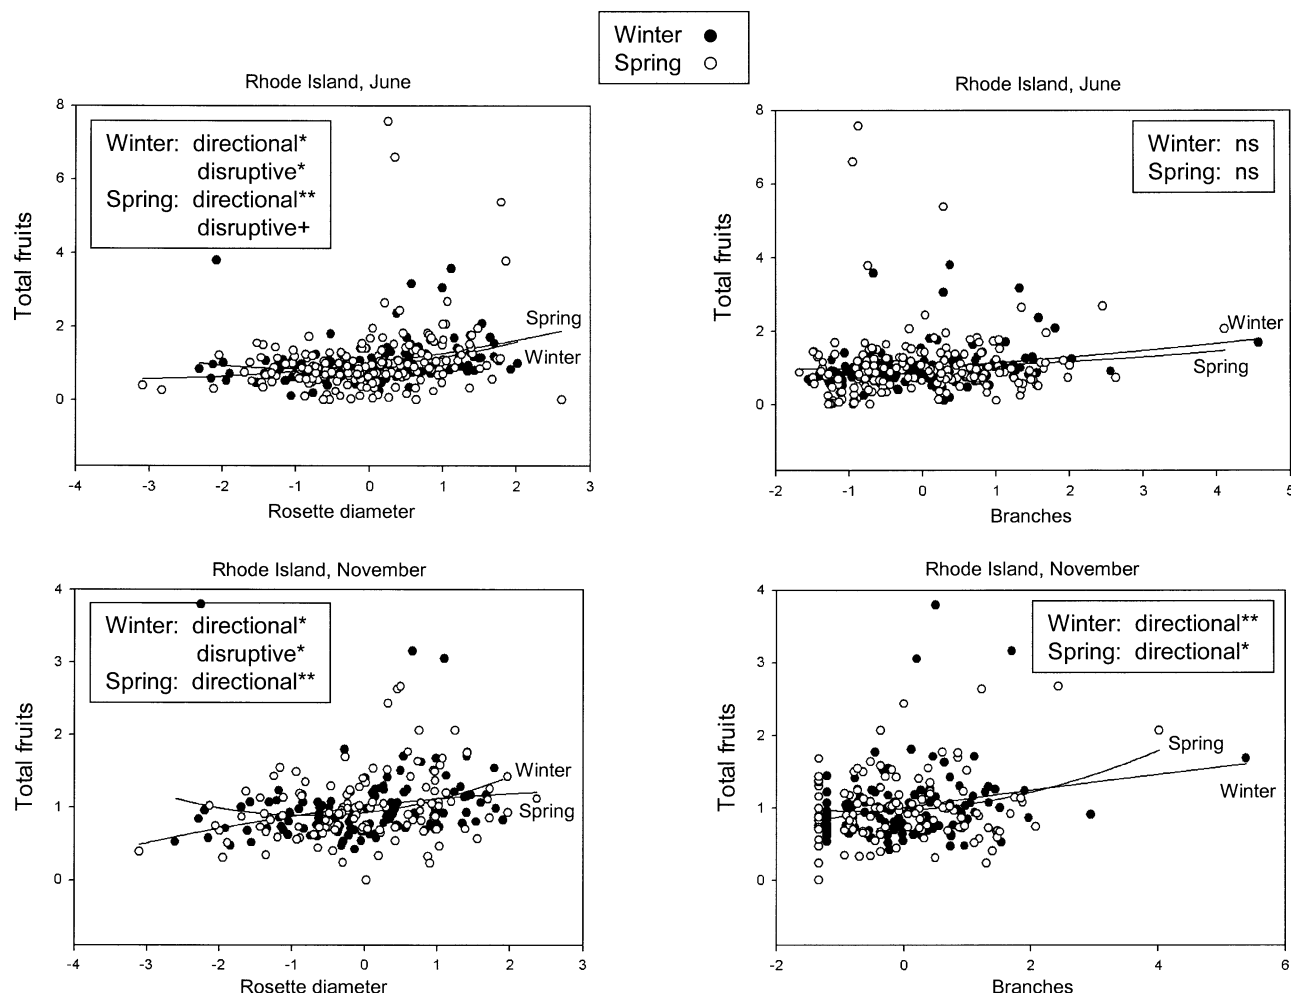 Winter
Spring
Rhode Island, June
Winter: directional*
disruptive*
Spring: directional**
disruptive+
Total fruits
8
6
4
2
0
Spring
Winter
-4 -3 -2 -1 0 1 2 3
Rosette diameter
Rhode Island, June
Winter: ns
Spring: ns
Total fruits
8
6
4
2
0
Winter
Spring
-2 -1 0 1 2 3 4 5
Branches
Rhode Island, November
Winter: directional*
disruptive*
Spring: directional**
Total fruits
4
3
2
1
0
Winter
Spring
-4 -3 -2 -1 0 1 2 3
Rosette diameter
Rhode Island, November
Winter: directional**
Spring: directional*
Total fruits
4
3
2
1
0
Spring
Winter
-2 0 2 4 6
Branches